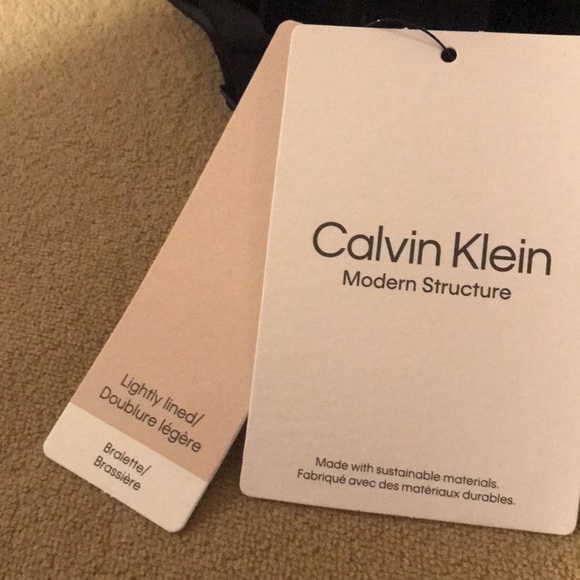 Calvin Klein
Modern Structure
Made with sustainable materials.
Fabriqué avec des matériaux durables.
Lightly lined/
Doublure légère
Bralette/
Brassière